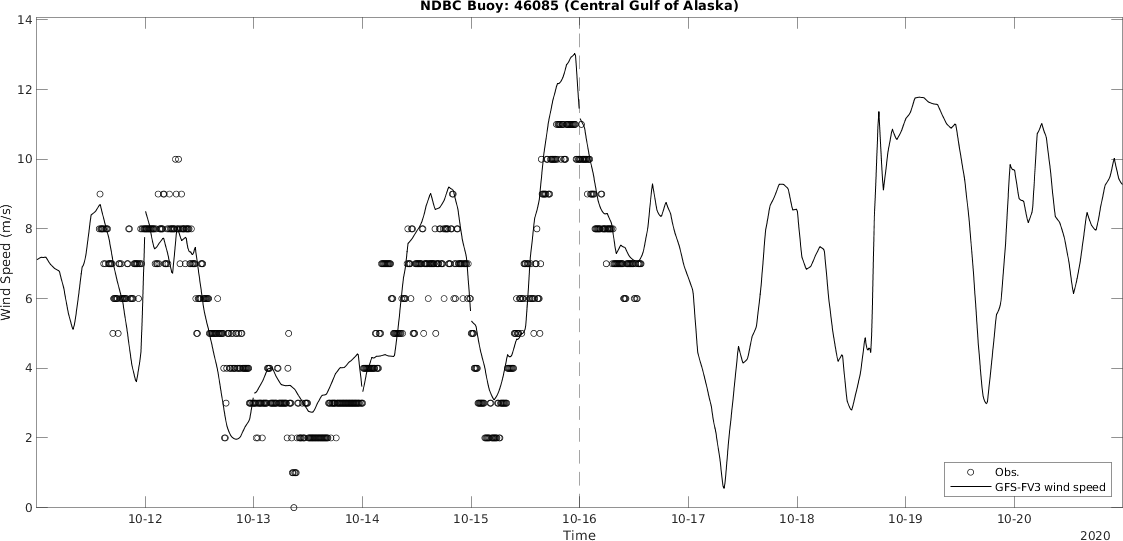 NDBC Buoy: 46085 (Central Gulf of Alaska)
Wind Speed (m/s)
14
12
10
8
6
4
2
0
10-12 10-13 10-14 10-15 10-16 10-17 10-18 10-19 10-20
Time
2020
Obs.
GFS-FV3 wind speed